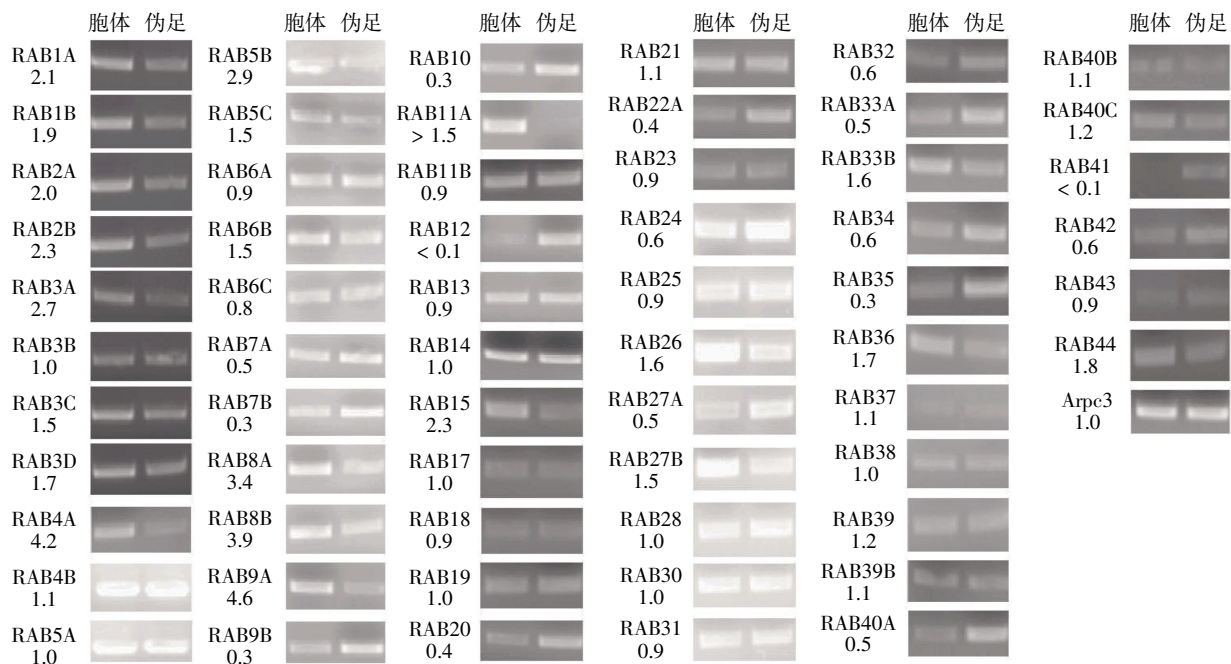 胞体 伪足
RAB1A
2.1
RAB1B
1.9
RAB2A
2.0
RAB2B
2.3
RAB3A
2.7
RAB3B
1.0
RAB3C
1.5
RAB3D
1.7
RAB4A
4.2
RAB4B
1.1
RAB5A
1.0
胞体 伪足
RAB5B
2.9
RAB5C
1.5
RAB6A
0.9
RAB6B
1.5
RAB6C
0.8
RAB7A
0.5
RAB7B
0.3
RAB8A
3.4
RAB8B
3.9
RAB9A
4.6
RAB9B
0.3
胞体 伪足
RAB10
0.3
RAB11A
> 1.5
RAB11B
0.9
RAB12
< 0.1
RAB13
0.9
RAB14
1.0
RAB15
2.3
RAB17
1.0
RAB18
0.9
RAB19
1.0
RAB20
0.4
胞体 伪足
RAB21
1.1
RAB22A
0.4
RAB23
0.9
RAB24
0.6
RAB25
0.9
RAB26
1.6
RAB27A
0.5
RAB27B
1.5
RAB28
1.0
RAB30
1.0
RAB31
0.9
胞体 伪足
RAB32
0.6
RAB33A
0.5
RAB33B
1.6
RAB34
0.6
RAB35
0.3
RAB36
1.7
RAB37
1.1
RAB38
1.0
RAB39
1.2
RAB39B
1.1
RAB40A
0.5
胞体 伪足
RAB40B
1.1
RAB40C
1.2
RAB41
< 0.1
RAB42
0.6
RAB43
0.9
RAB44
1.8
Arpc3
1.0